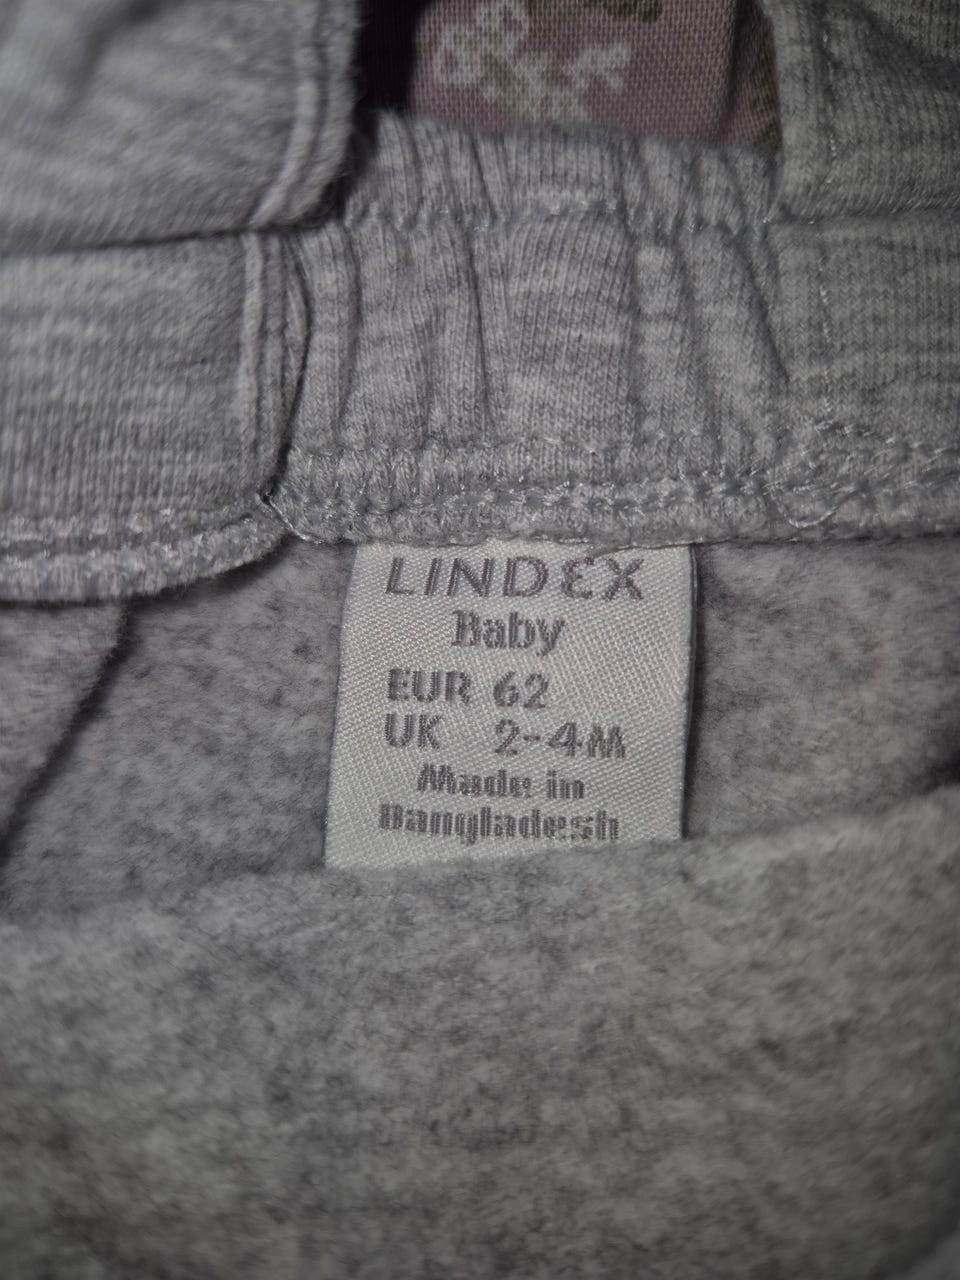 LINDEX
Baby
EUR 62
UK 2-4M
Made in
Bangladesh